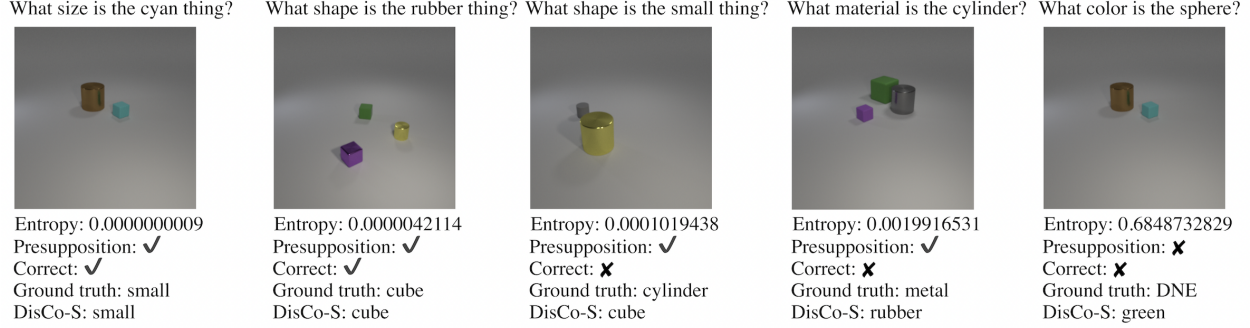 What size is the cyan thing?
Entropy: 0.0000000009
Presupposition: ✓
Correct: ✓
Ground truth: small
DisCo-S: small
What shape is the rubber thing?
Entropy: 0.0000042114
Presupposition: ✓
Correct: ✓
Ground truth: cube
DisCo-S: cube
What shape is the small thing?
Entropy: 0.0001019438
Presupposition: ✓
Correct: ✘
Ground truth: cylinder
DisCo-S: cube
What material is the cylinder?
Entropy: 0.0019916531
Presupposition: ✓
Correct: ✘
Ground truth: metal
DisCo-S: rubber
What color is the sphere?
Entropy: 0.6848732829
Presupposition: ✘
Correct: ✘
Ground truth: DNE
DisCo-S: green